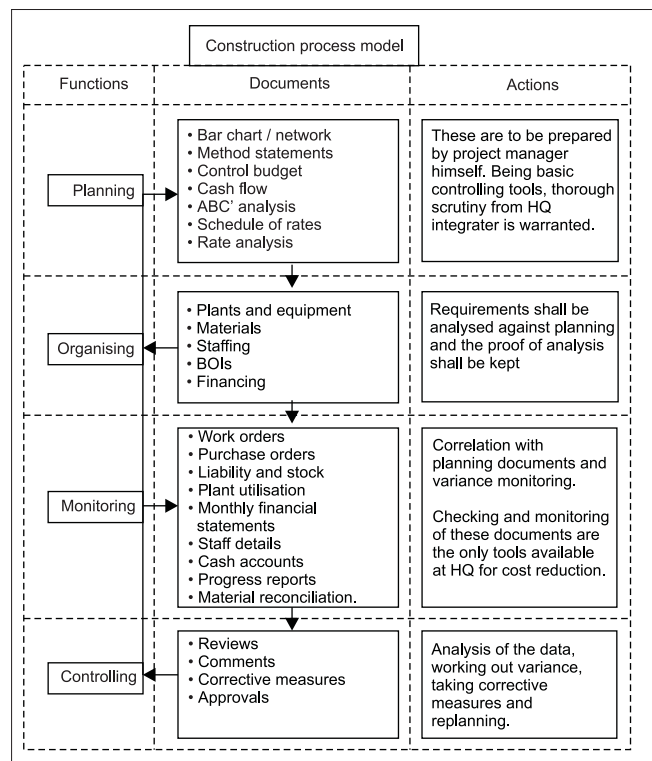 Construction process model
Functions
Documents
Actions
Planning
• Bar chart / network
• Method statements
• Control budget
• Cash flow
• ABC’ analysis
• Schedule of rates
• Rate analysis
These are to be prepared
by project manager
himself. Being basic
controlling tools, thorough
scrutiny from HQ
integrater is warranted.
Organising
• Plants and equipment
• Materials
• Staffing
• BOIs
• Financing
Requirements shall be
analysed against planning
and the proof of analysis
shall be kept
Monitoring
• Work orders
• Purchase orders
• Liability and stock
• Plant utilisation
• Monthly financial
statements
• Staff details
• Cash accounts
• Progress reports
• Material reconciliation.
Correlation with
planning documents and
variance monitoring.
Checking and monitoring
of these documents are
the only tools available
at HQ for cost reduction.
Controlling
• Reviews
• Comments
• Corrective measures
• Approvals
Analysis of the data,
working out variance,
taking corrective
measures and
replanning.